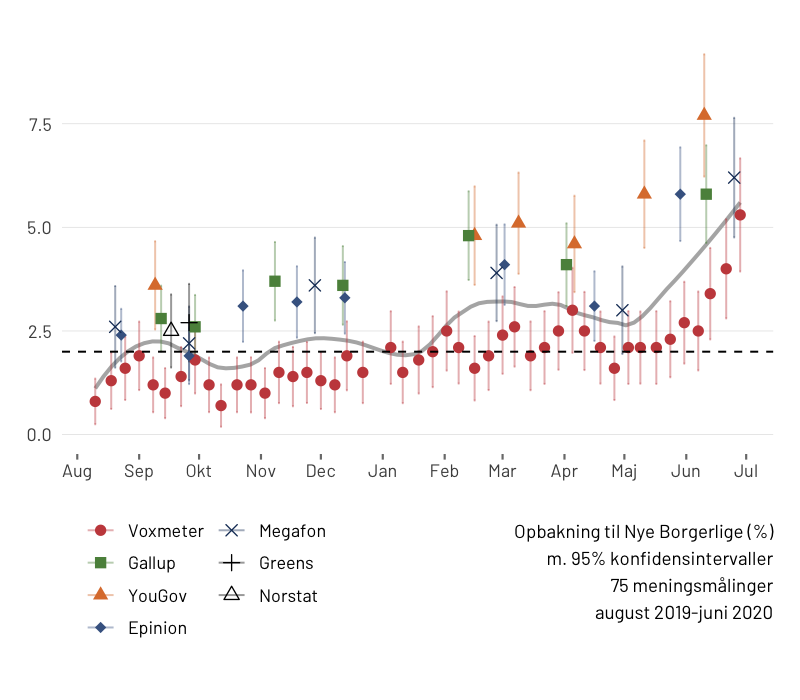 7.5
5.0
2.5
0.0
Aug Sep Okt Nov Dec Jan Feb Mar Apr Maj Jun Jul
Voxmeter
Gallup
YouGov
Epinion
Megafon
Greens
Norstat
Opbakning til Nye Borgerlige (%)
m. 95% konfidensintervaller
75 meningsmålinger
august 2019-juni 2020